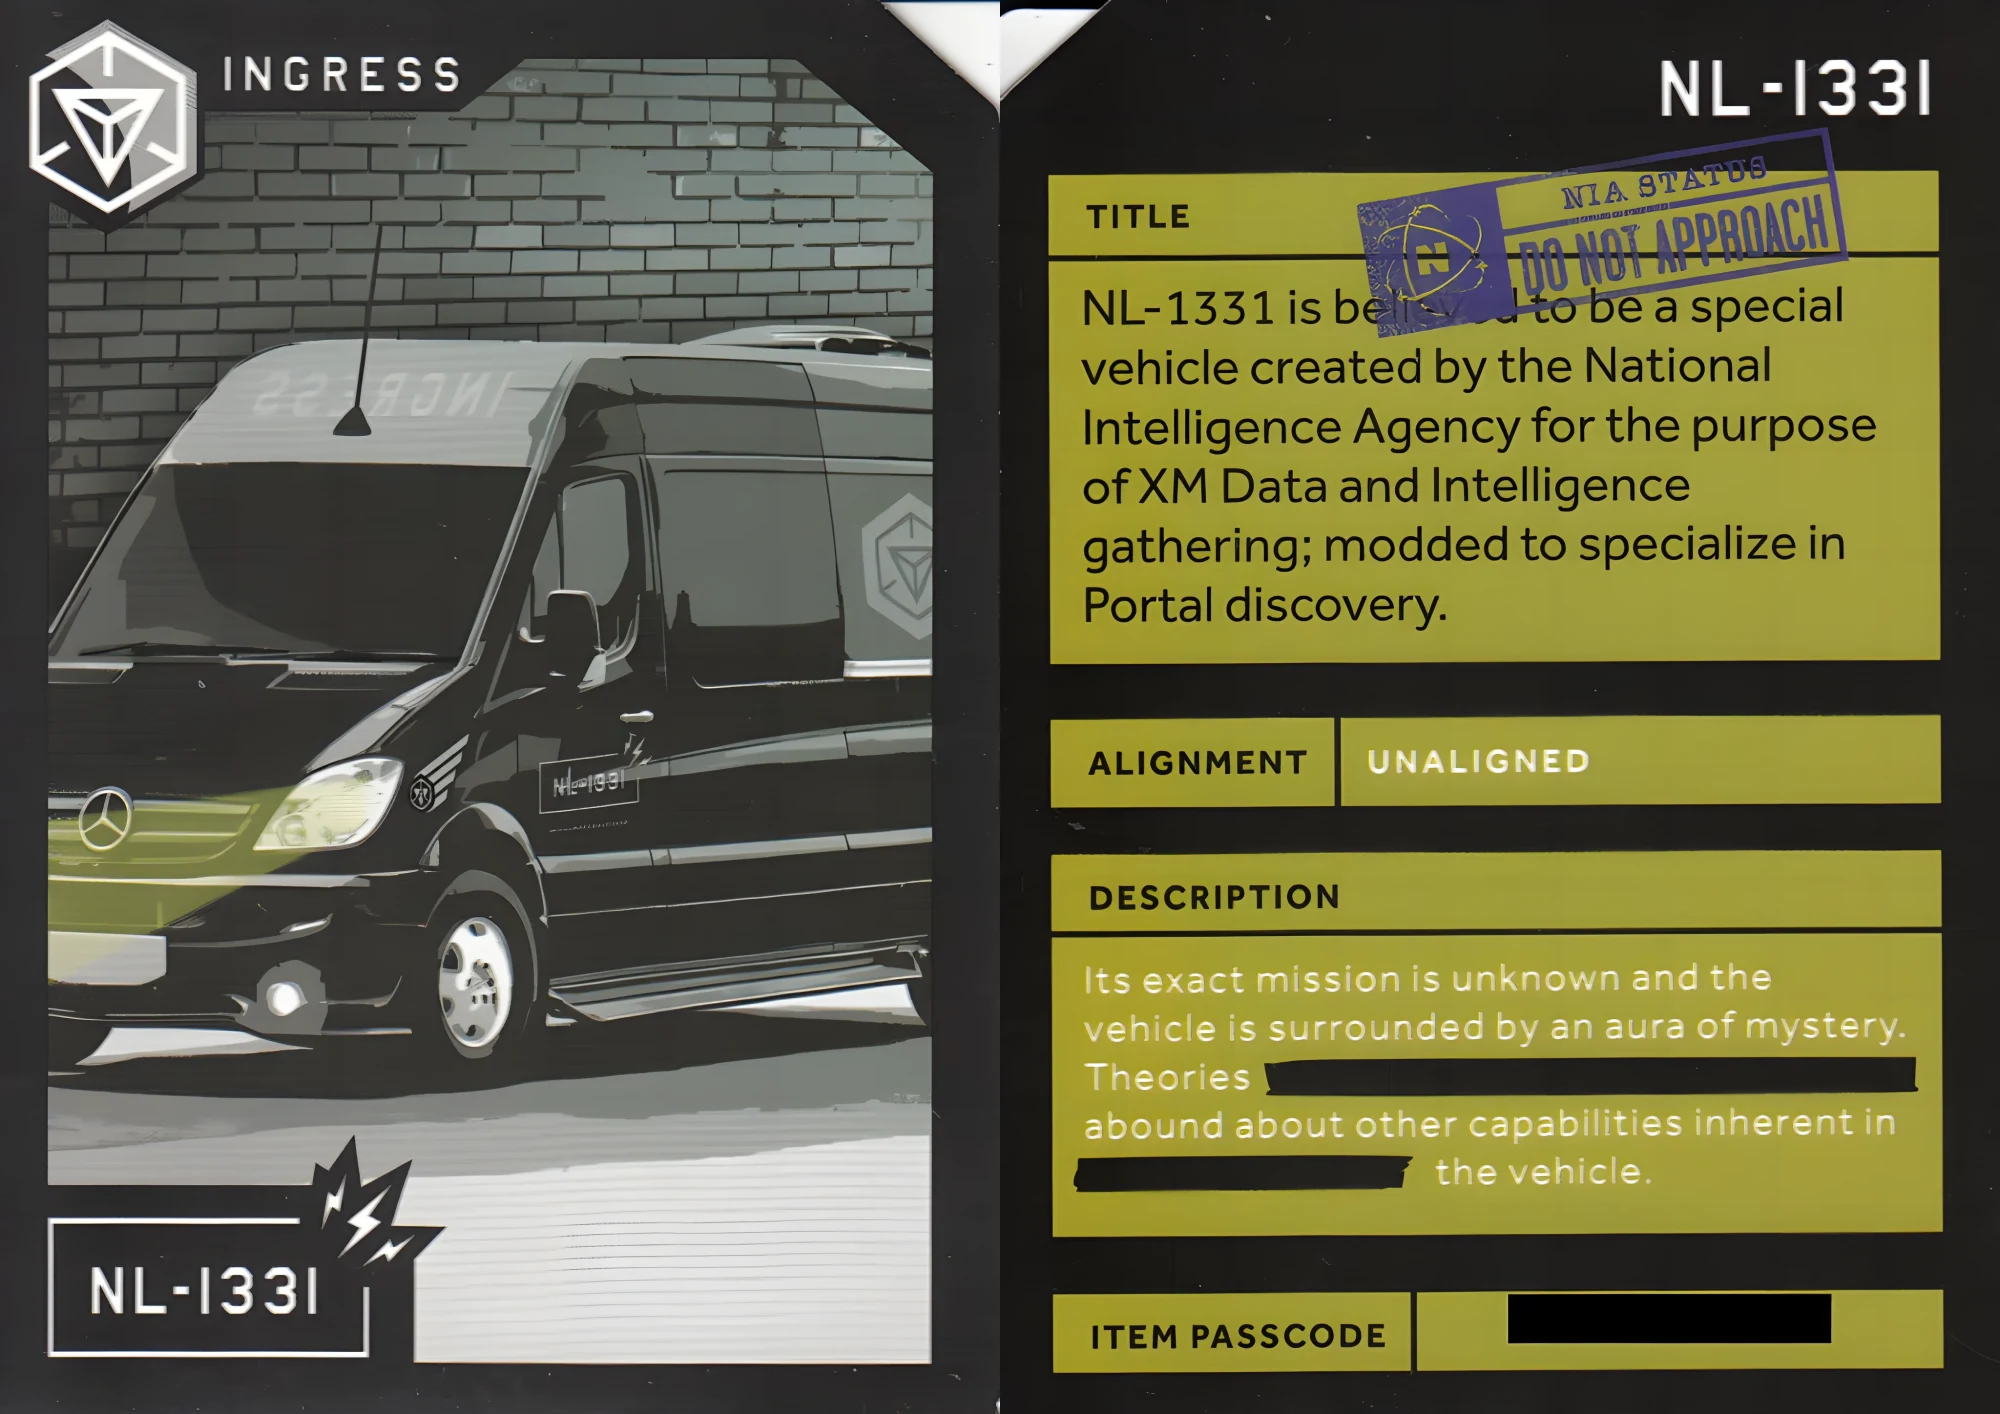 INGRESS
INGRESS
NL-1331
NL-1331
NL-1331
NIA STATUS
DO NOT APPROACH
N
TITLE
NL-1331 is believed to be a special
vehicle created by the National
Intelligence Agency for the purpose
of XM Data and Intelligence
gathering; modded to specialize in
Portal discovery.
ALIGNMENT
UNALIGNED
DESCRIPTION
Its exact mission is unknown and the
vehicle is surrounded by an aura of mystery.
Theories
abound about other capabilities inherent in
the vehicle.
ITEM PASSCODE